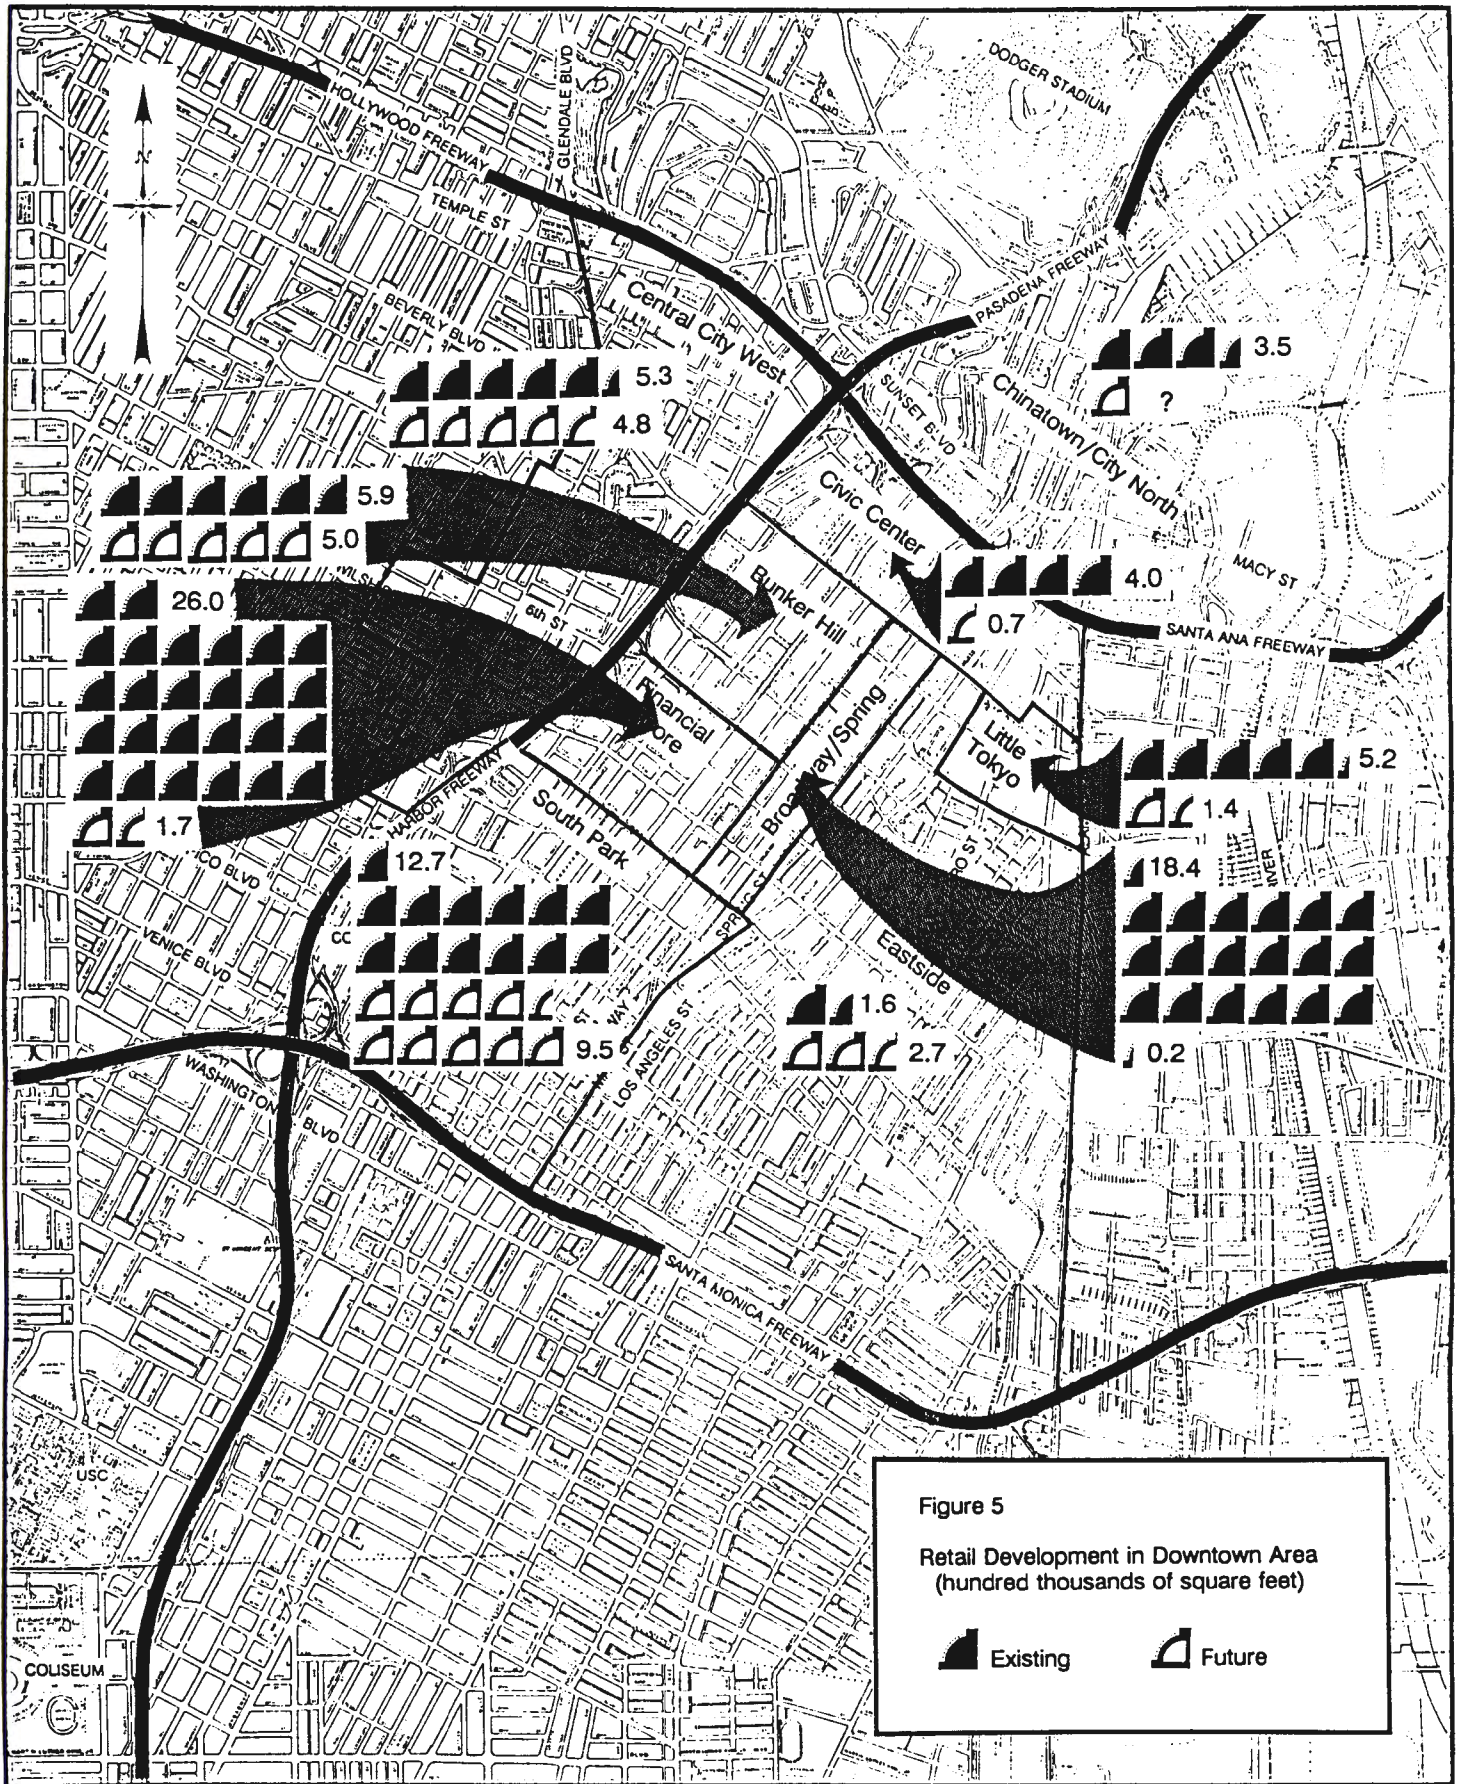 DODGER STADIUM
GLENDALE BLVD
HOLLYWOOD FREEWAY
N
TEMPLE ST
PASADENA FREEWAY
Central City West
BEVERLY BLVD
3.5
?
5.3
4.8
SUNSET BLVD
Chinatown/City North
Civic Center
5.9
5.0
MACY ST
4.0
0.7
Bunker Hill
26.0
6th ST
SANTA ANA FREEWAY
Financial
Broadway/Spring
Little
Tokyo
5.2
1.4
HARBOR FREEWAY
South Park
1.7
12.7
18.4
VENICE BLVD
SPRING ST
Eastside
1.6
2.7
ST
9.5
LOS ANGELES ST
0.2
WASHINGTON BLVD
SANTA MONICA FREEWAY
USC
COLISEUM
Figure 5
Retail Development in Downtown Area
(hundred thousands of square feet)
Existing
Future